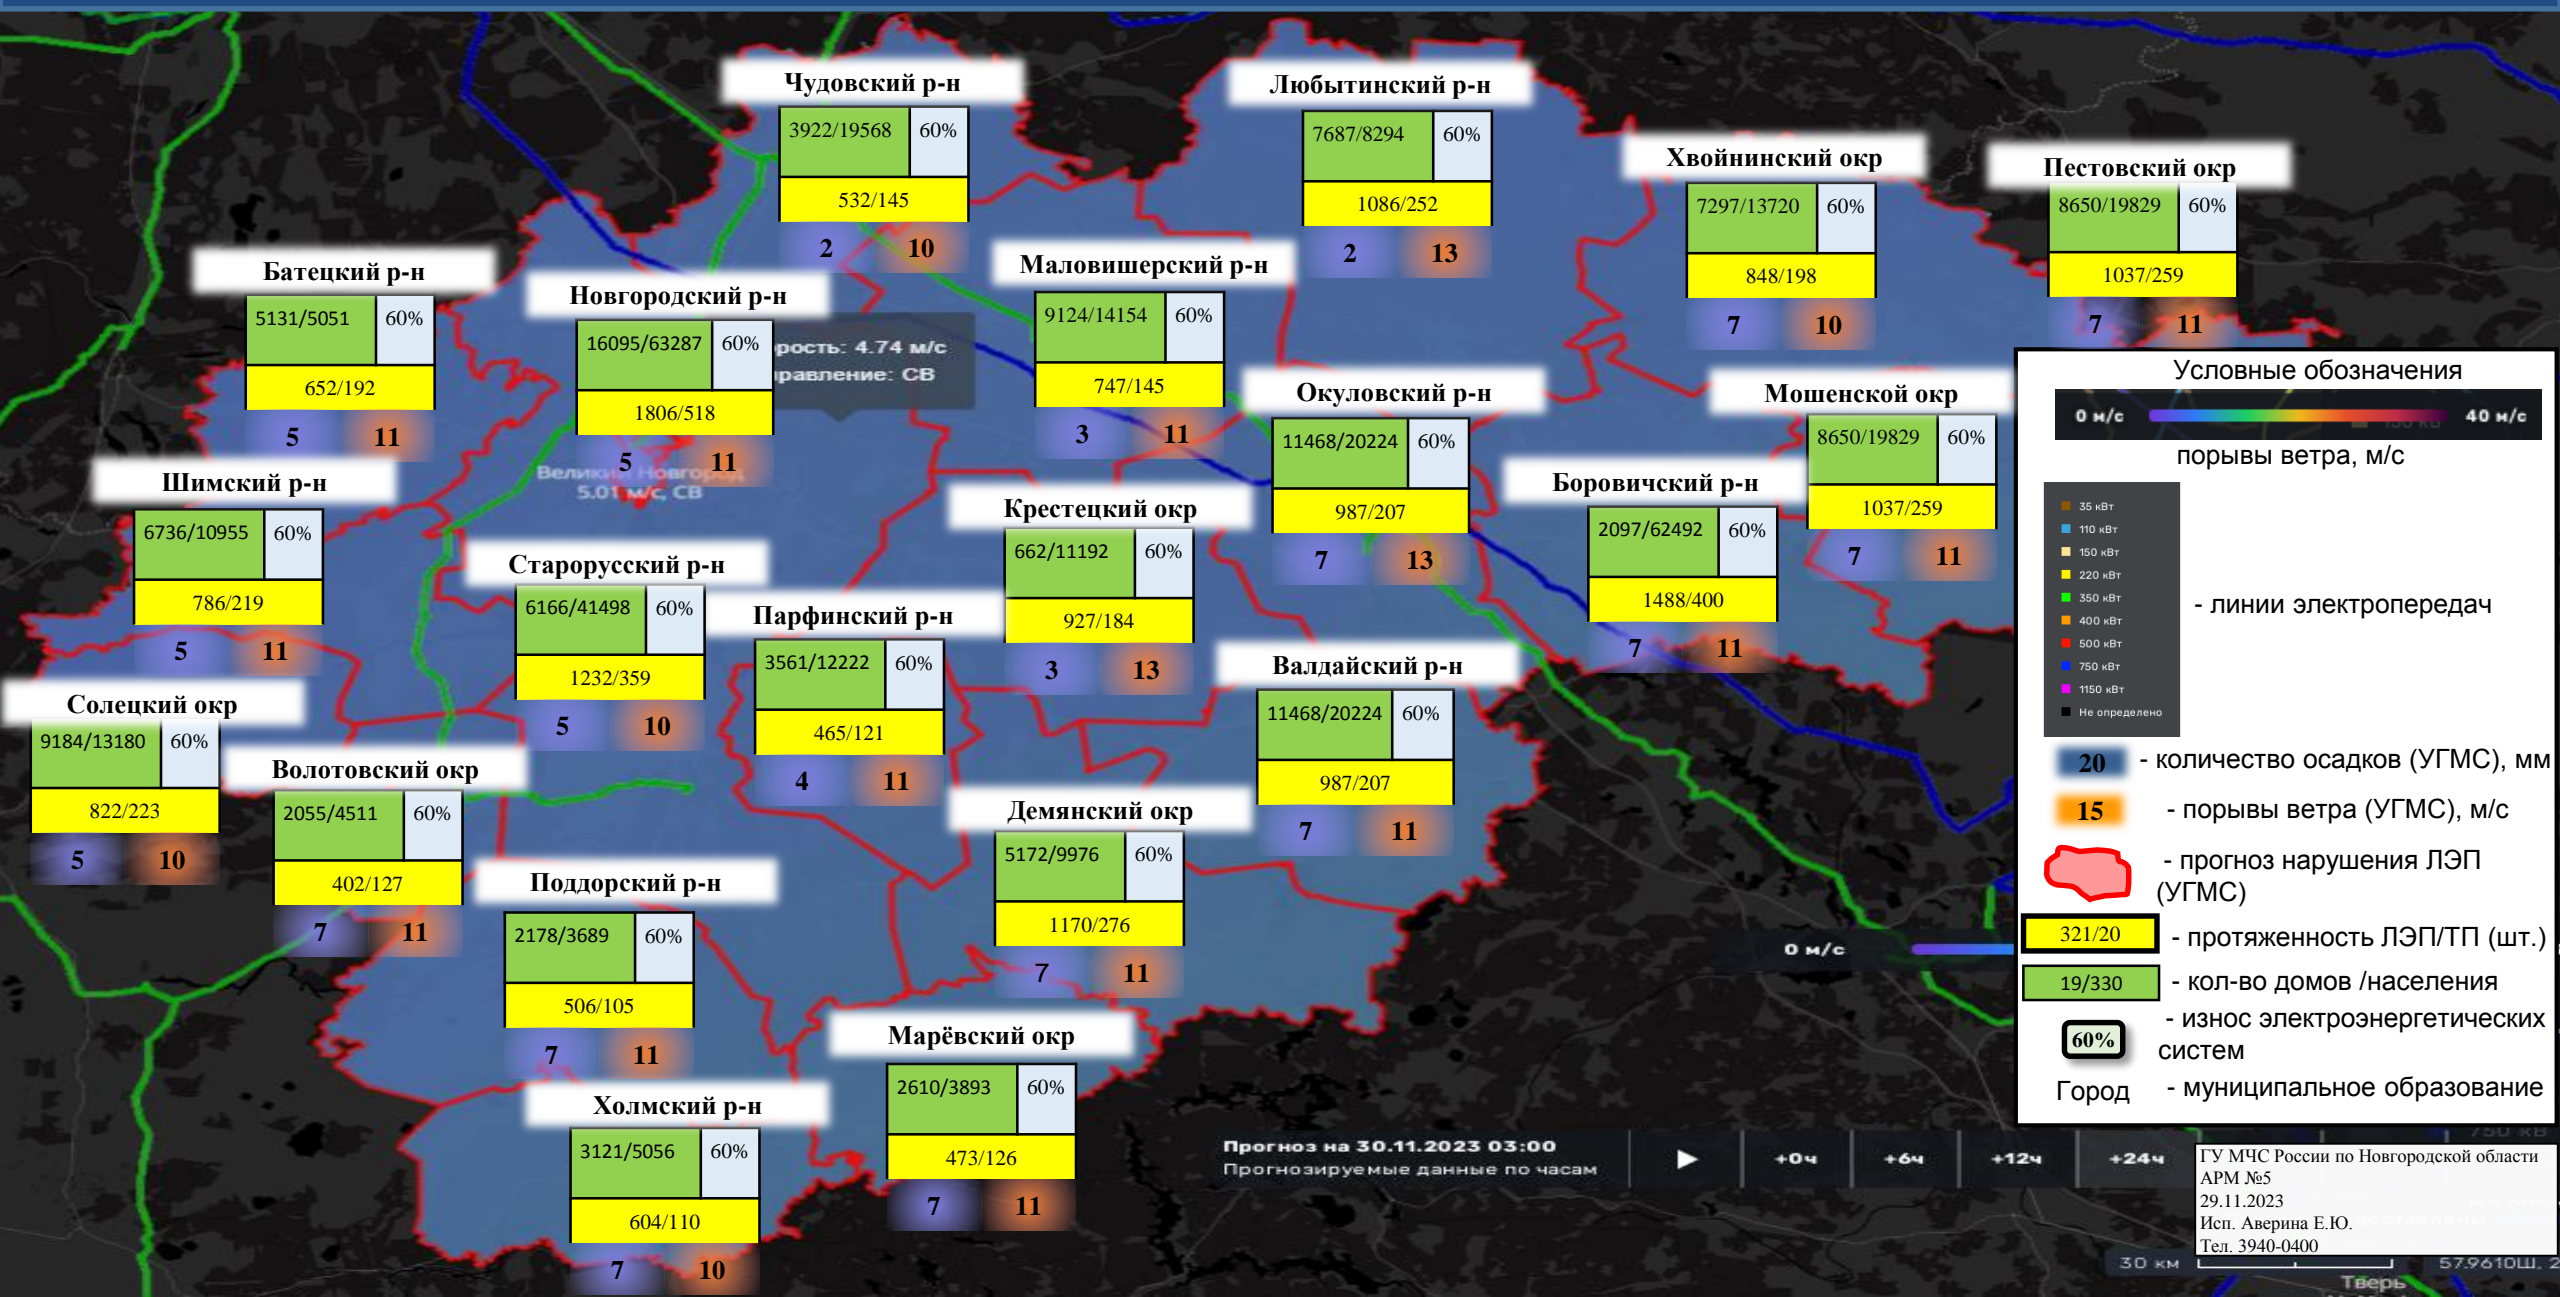 Чудовский р-н
3922/19568 60%
532/145
2 10
Любытинский р-н
7687/8294 60%
1086/252
2 13
Хвойнинский окр
7297/13720 60%
848/198
7 10
Пестовский окр
8650/19829 60%
1037/259
7 11
Батецкий р-н
5131/5051 60%
652/192
5 11
Новгородский р-н
16095/63287 60%
1806/518
5 11
рость: 4.74 м/с
правление: СВ
Великий Новгород
5.01 м/с, СВ
Маловишерский р-н
9124/14154 60%
747/145
3 11
Окуловский р-н
11468/20224 60%
987/207
7 13
Мошенской окр
8650/19829 60%
1037/259
7 11
Боровичский р-н
2097/62492 60%
1488/400
7 11
Шимский р-н
6736/10955 60%
786/219
5 11
Старорусский р-н
6166/41498 60%
1232/359
5 10
Крестецкий окр
662/11192 60%
927/184
3 13
Парфинский р-н
3561/12222 60%
465/121
4 11
Валдайский р-н
11468/20224 60%
987/207
7 11
Солецкий окр
9184/13180 60%
822/223
5 10
Волотовский окр
2055/4511 60%
402/127
7 11
Демянский окр
5172/9976 60%
1170/276
7 11
Поддорский р-н
2178/3689 60%
506/105
7 11
Марёвский окр
2610/3893 60%
473/126
7 11
Холмский р-н
3121/5056 60%
604/110
7 10
Условные обозначения
0 м/с 40 м/с
порывы ветра, м/с
35 кВт
110 кВт
150 кВт
220 кВт
350 кВт
400 кВт
500 кВт
750 кВт
1150 кВт
Не определено
- линии электропередач
20 - количество осадков (УГМС), мм
15 - порывы ветра (УГМС), м/с
- прогноз нарушения ЛЭП
(УГМС)
321/20 - протяженность ЛЭП/ТП (шт.)
19/330 - кол-во домов /населения
60% - износ электроэнергетических
систем
Город - муниципальное образование
0 м/с
750 кВ
Прогноз на 30.11.2023 03:00
Прогнозируемые данные по часам
+0ч +6ч +12ч +24ч
ГУ МЧС России по Новгородской области
АРМ №5
29.11.2023
Исп. Аверина Е.Ю.
Тел. 3940-0400
30 км
57.9610Ш, 2
Тверь